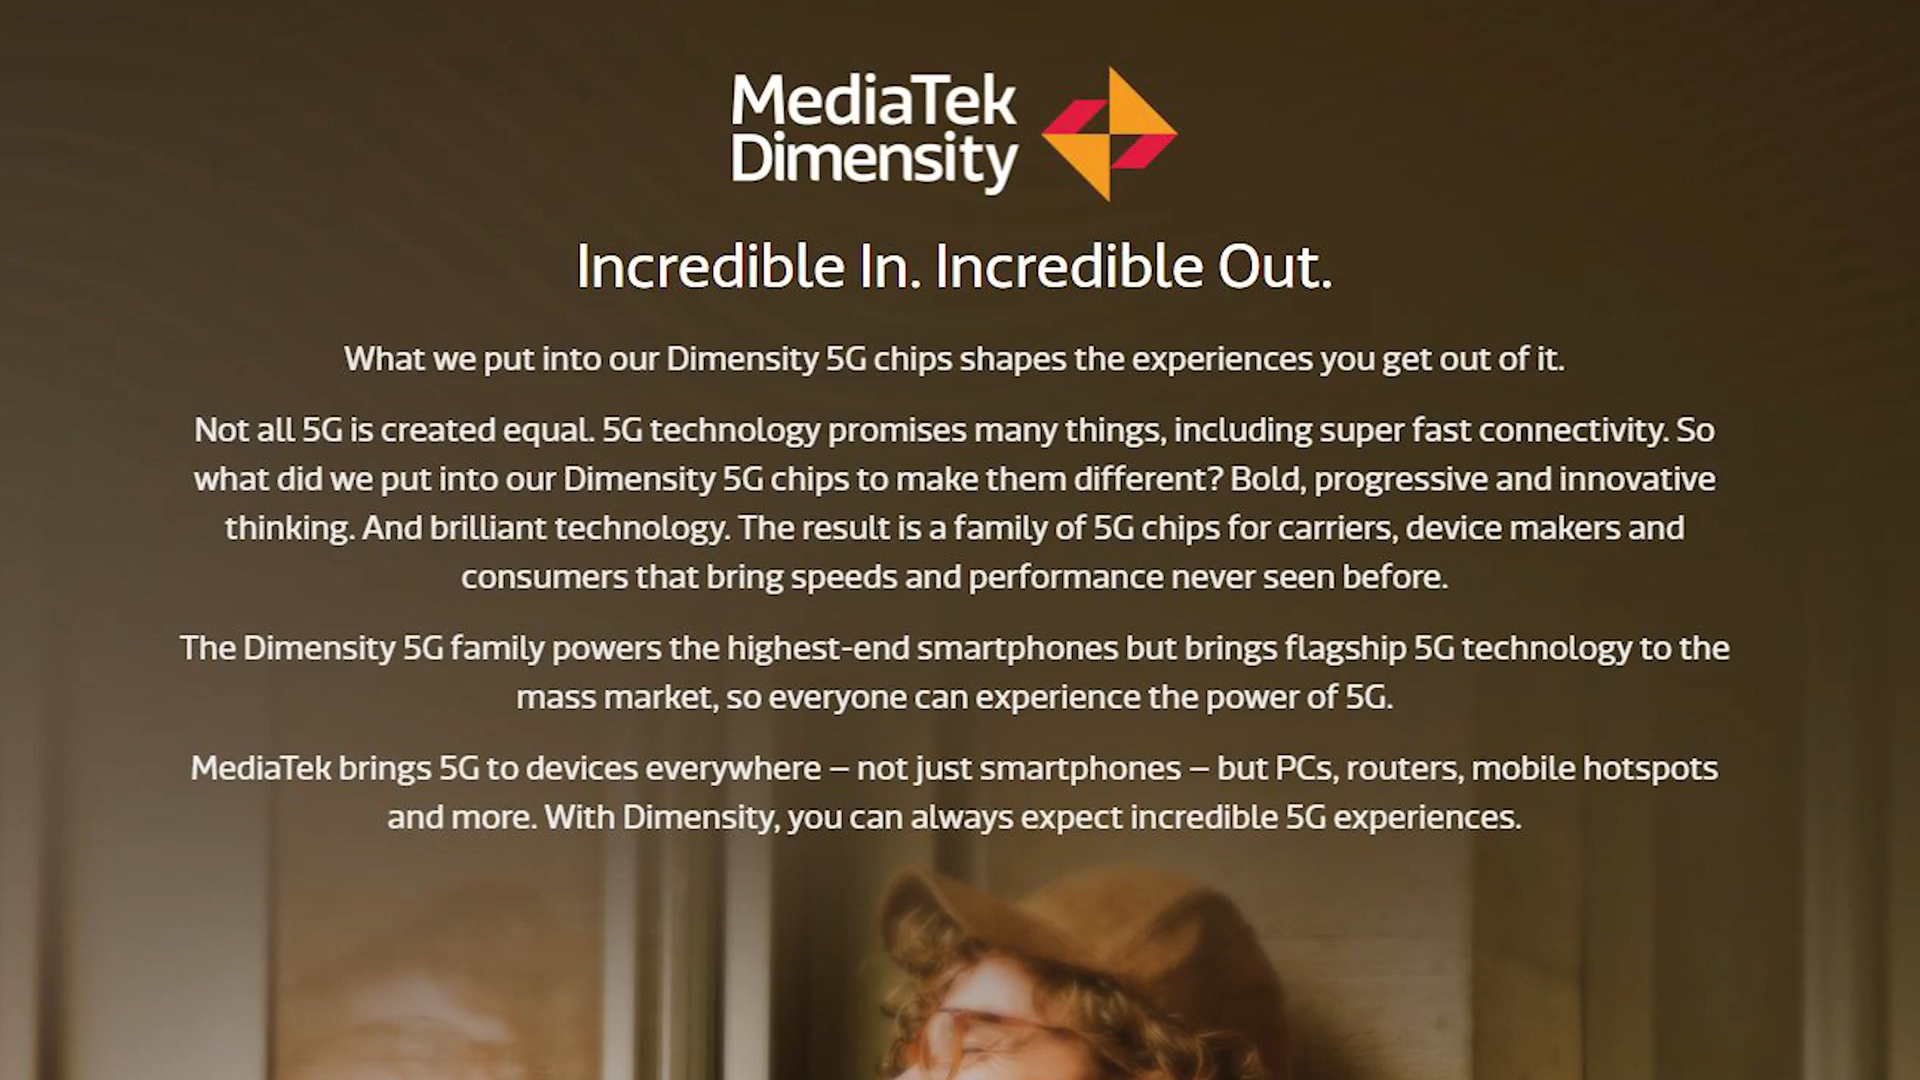 MediaTek
Dimensity
Incredible In. Incredible Out.
What we put into our Dimensity 5G chips shapes the experiences you get out of it.
Not all 5G is created equal. 5G technology promises many things, including super fast connectivity. So
what did we put into our Dimensity 5G chips to make them different? Bold, progressive and innovative
thinking. And brilliant technology. The result is a family of 5G chips for carriers, device makers and
consumers that bring speeds and performance never seen before.
The Dimensity 5G family powers the highest-end smartphones but brings flagship 5G technology to the
mass market, so everyone can experience the power of 5G.
MediaTek brings 5G to devices everywhere – not just smartphones – but PCs, routers, mobile hotspots
and more. With Dimensity, you can always expect incredible 5G experiences.